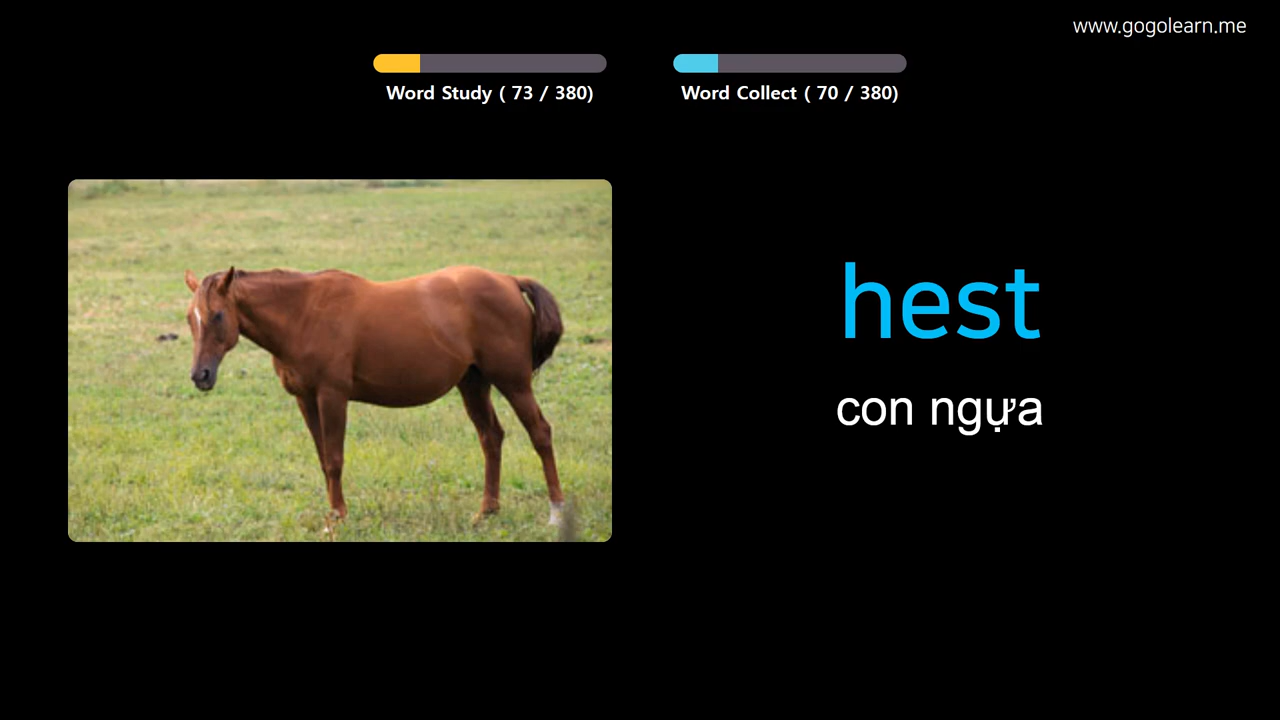 www.gogolearn.me
Word Study ( 73 / 380)
Word Collect ( 70 / 380)
hest
con ngựa